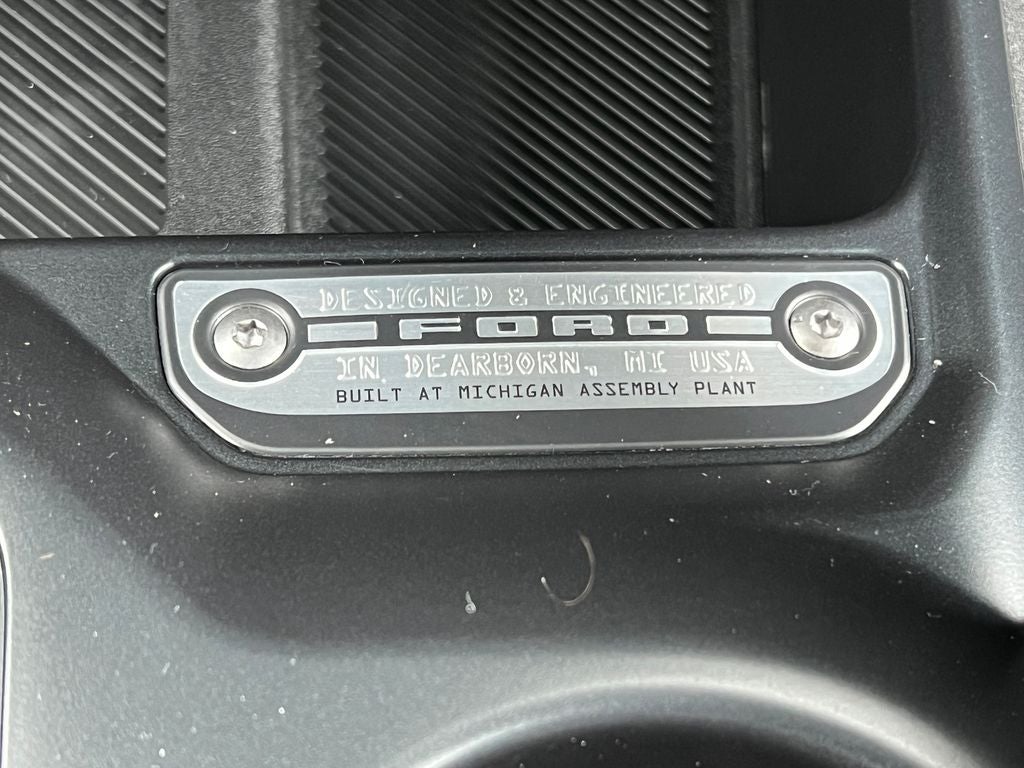 DESIGNED & ENGINEERED
FORD
IN DEARBORN, MI USA
BUILT AT MICHIGAN ASSEMBLY PLANT